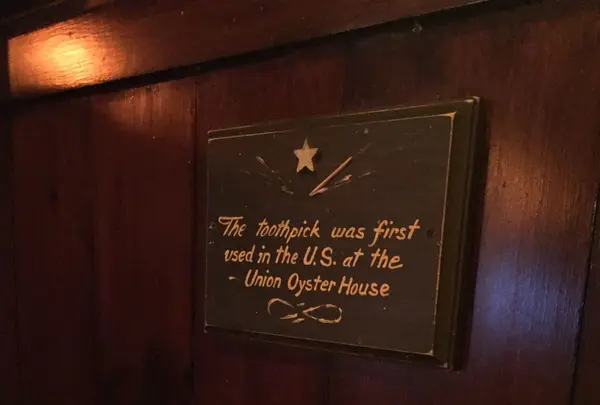 The toothpick was first
used in the U.S. at the
- Union Oyster House